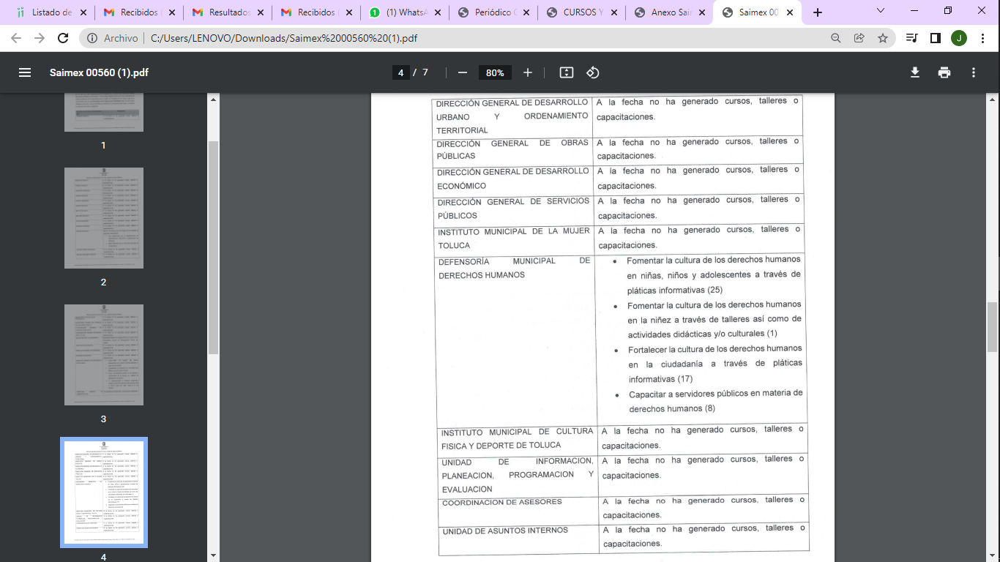 Listado de
Recibidos (
Resultados
Recibidos (
(1) WhatsA
Periódico O
CURSOS Y
Anexo Sair
Saimex 00
Archivo
C:/Users/LENOVO/Downloads/Saimex%2000560%20(1).pdf
J
Saimex 00560 (1).pdf
4 / 7
80%
1
2
3
4
DIRECCIÓN GENERAL DE DESARROLLO
URBANO Y ORDENAMIENTO
TERRITORIAL
A la fecha no ha generado cursos, talleres o
capacitaciones.
DIRECCIÓN GENERAL DE OBRAS
PÚBLICAS
A la fecha no ha generado cursos, talleres o
capacitaciones.
DIRECCIÓN GENERAL DE DESARROLLO
ECONÓMICO
A la fecha no ha generado cursos, talleres o
capacitaciones.
DIRECCIÓN GENERAL DE SERVICIOS
PÚBLICOS
A la fecha no ha generado cursos, talleres o
capacitaciones.
INSTITUTO MUNICIPAL DE LA MUJER
TOLUCA
A la fecha no ha generado cursos, talleres o
capacitaciones.
DEFENSORÍA MUNICIPAL DE
DERECHOS HUMANOS
• Fomentar la cultura de los derechos humanos
en niñas, niños y adolescentes a través de
pláticas informativas (25)
• Fomentar la cultura de los derechos humanos
en a niñez a través de talleres así como de
actividades didácticas y/o culturales (1)
• Fortalecer la cultura de los derechos humanos
en la ciudadanía a través de pláticas
informativas (17)
• Capacitar a servidores públicos en materia de
derechos humanos (8)
INSTITUTO MUNICIPAL DE CULTURA
FISICA Y DEPORTE DE TOLUCA
A la fecha no ha generado cursos, talleres o
capacitaciones.
UNIDAD DE INFORMACION,
PLANEACION, PROGRAMACION Y
EVALUACION
A la fecha no ha generado cursos, talleres o
capacitaciones.
COORDINACION DE ASESORES
A la fecha no ha generado cursos, talleres o
capacitaciones.
UNIDAD DE ASUNTOS INTERNOS
A la fecha no ha generado cursos, talleres o
capacitaciones.